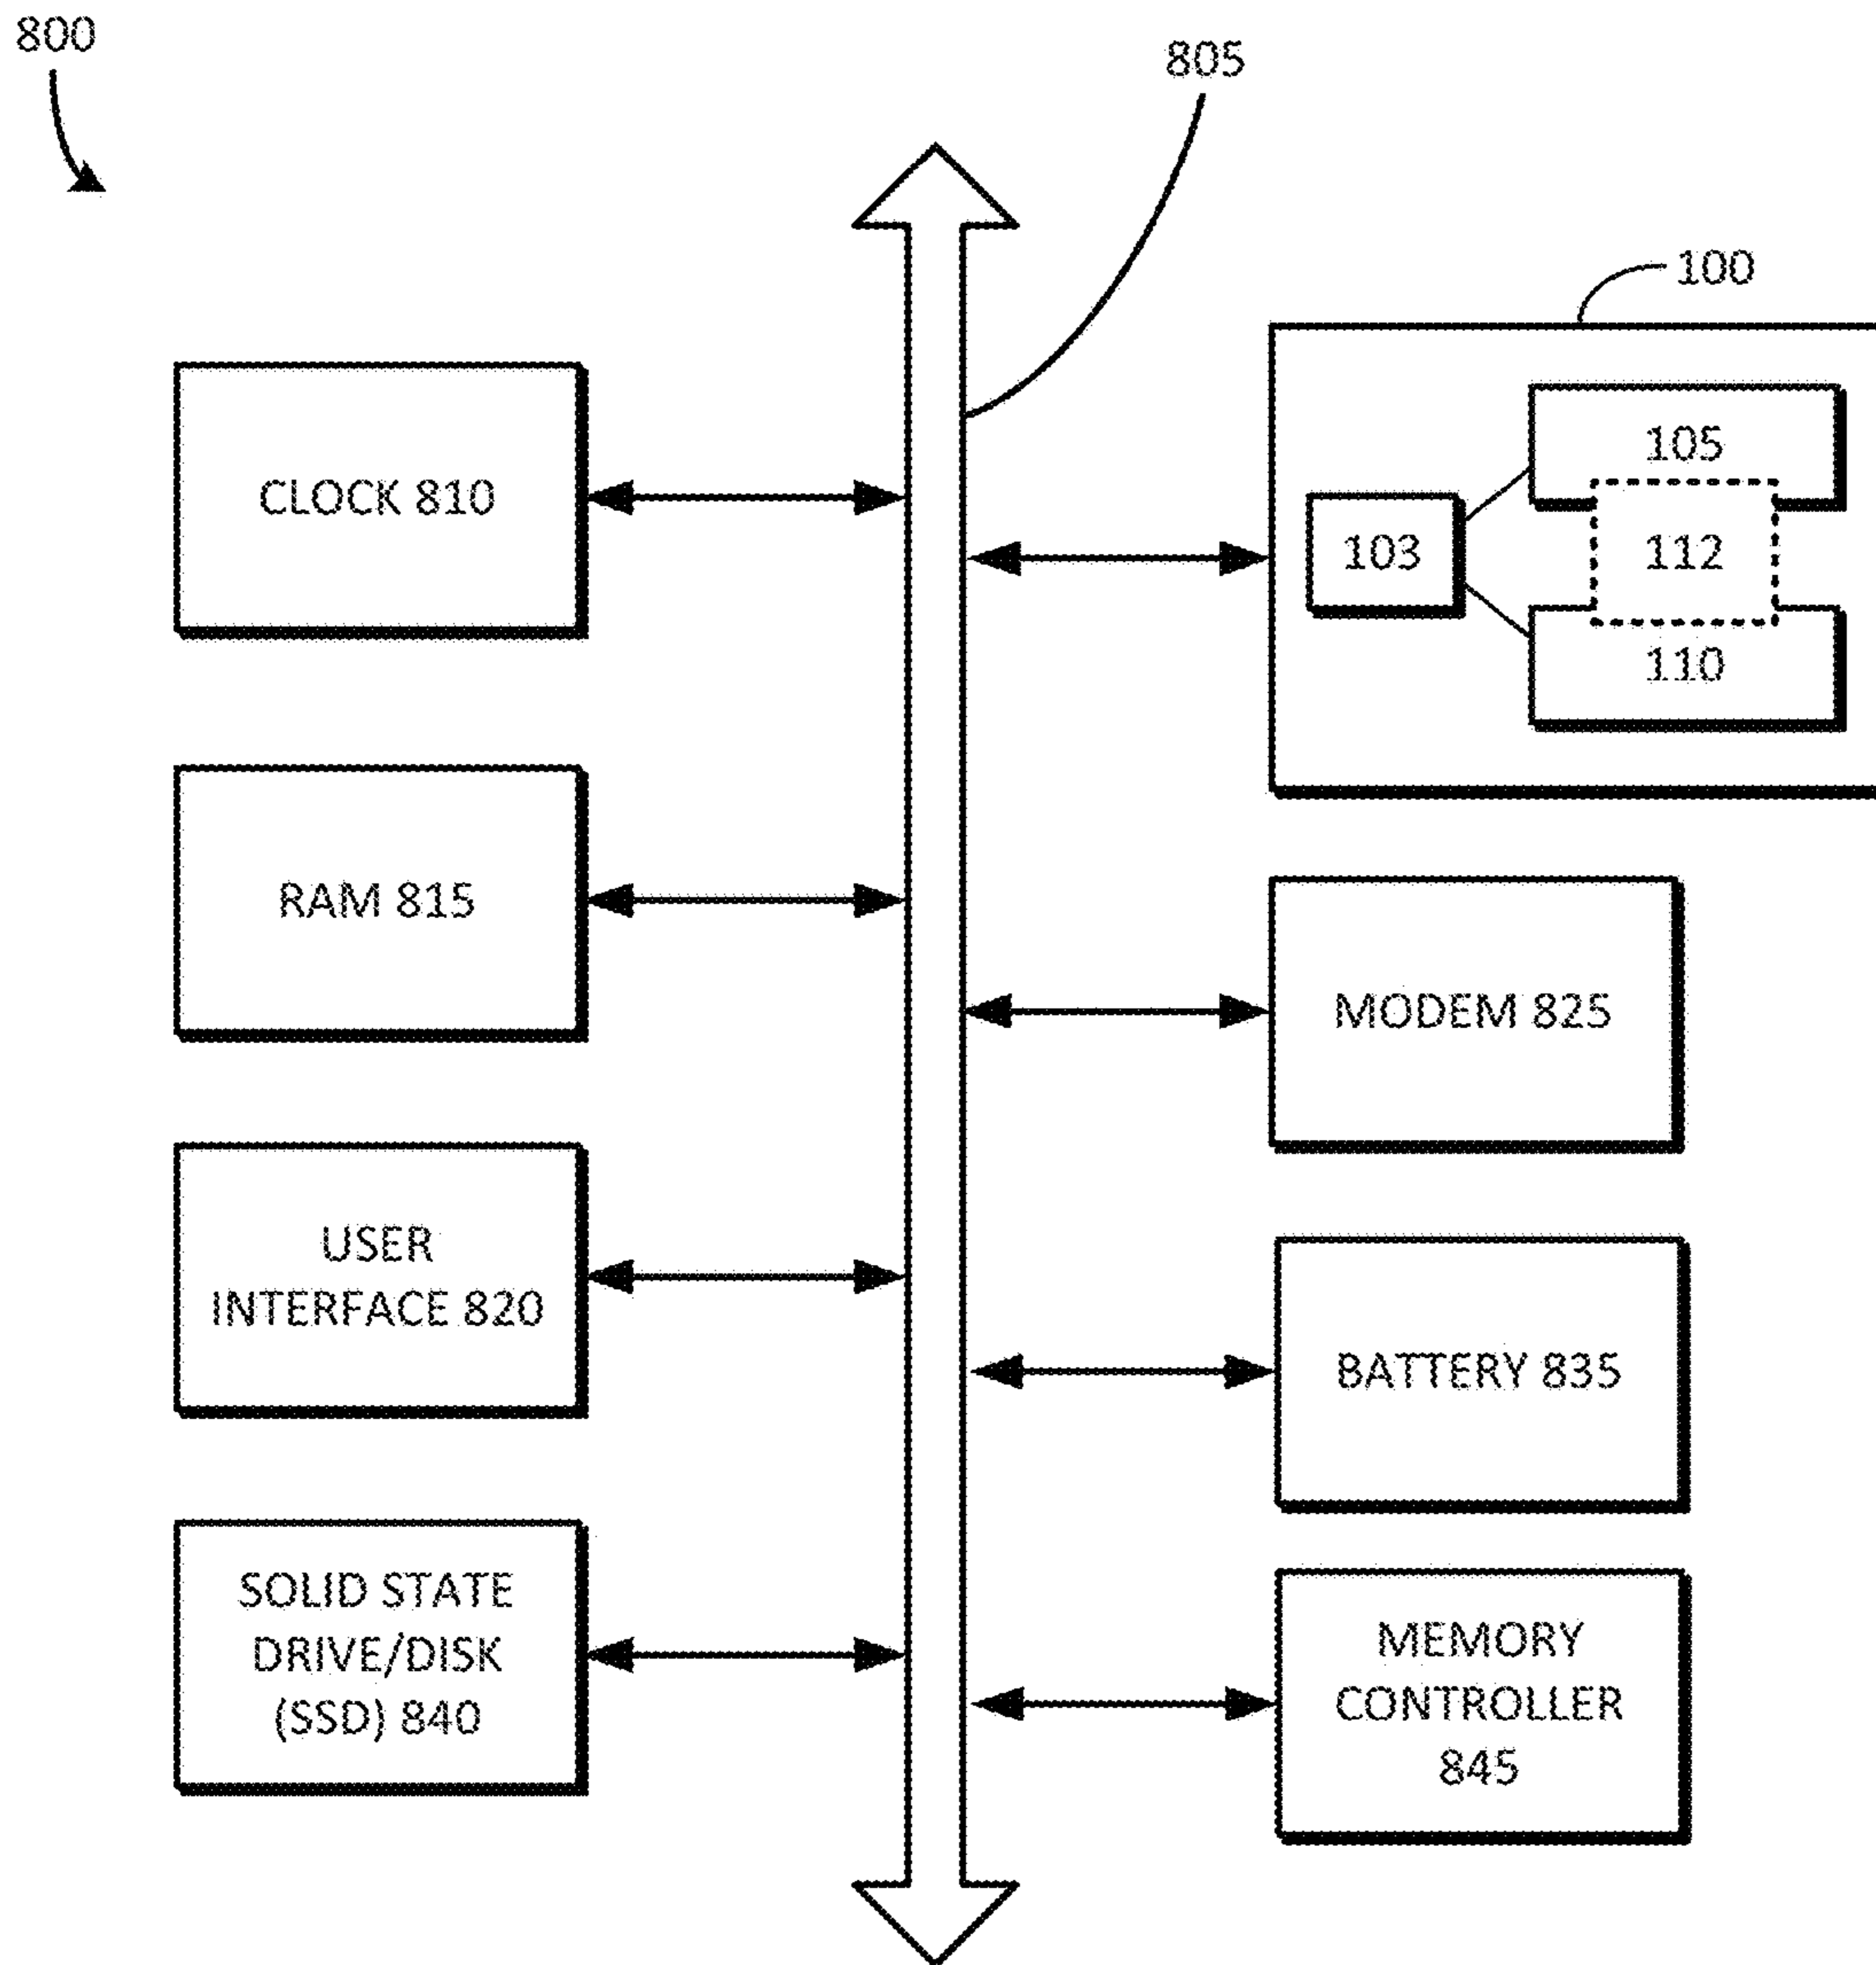 800
805
100
CLOCK 810
105
103
112
110
RAM 815
MODEM 825
USER
INTERFACE 820
BATTERY 835
SOLID STATE
DRIVE/DISK
(SSD) 840
MEMORY
CONTROLLER
845